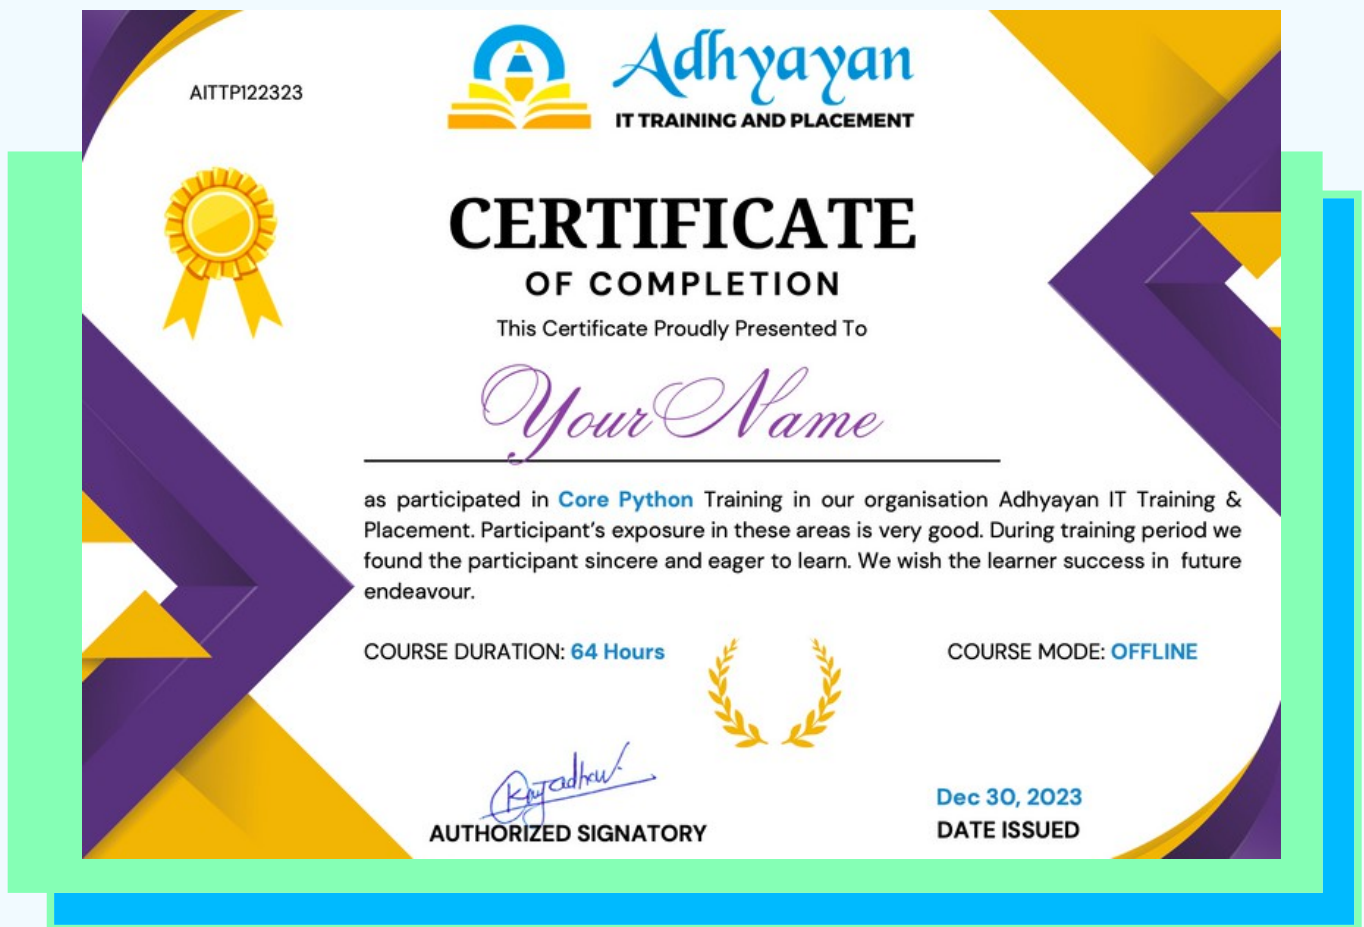 AITTP122323
Adhyayan
IT TRAINING AND PLACEMENT
CERTIFICATE
OF COMPLETION
This Certificate Proudly Presented To
Your Name
as participated in Core Python Training in our organisation Adhyayan IT Training &
Placement. Participant’s exposure in these areas is very good. During training period we
found the participant sincere and eager to learn. We wish the learner success in future
endeavour.
COURSE DURATION: 64 Hours
COURSE MODE: OFFLINE
AUTHORIZED SIGNATORY
Dec 30, 2023
DATE ISSUED